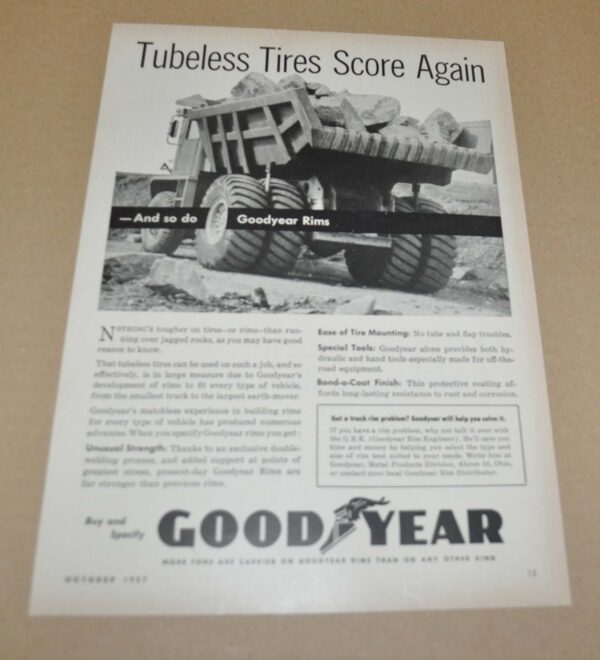 Tubeless Tires Score Again
—And so do Goodyear Rims
NOTHING'S tougher on tires—or rims—than run-
ning over jagged rocks, as you may have good
reason to know.
That tubeless tires can be used on such a job, and so
effectively, is in large measure due to Goodyear's
development of rims to fit every type of vehicle,
from the smallest truck to the largest earth-mover.
Goodyear's matchless experience in building rims
for every type of vehicle has produced numerous
advances. When you specify Goodyear rims you get:
Unusual Strength: Thanks to an exclusive double-
welding process, and added support at points of
greatest stress, present-day Goodyear Rims are
far stronger than previous rims.
Ease of Tire Mounting: No tube and flap troubles.
Special Tools: Goodyear alone provides both hy-
draulic and hand tools especially made for off-the-
road equipment.
Bond-a-Coat Finish: This protective coating af-
fords long-lasting resistance to rust and corrosion.
Got a truck rim problem? Goodyear will help you solve it.
If you have a rim problem, why not talk it over with
the G.R.E. (Goodyear Rim Engineer). He'll save you
time and money by helping you select the type and
size of rim best suited to your needs. Write him at
Goodyear, Metal Products Division, Akron 16, Ohio,
or contact your local Goodyear Rim Distributor.
Buy and
Specify
GOOD YEAR
MORE TONS ARE CARRIED ON GOODYEAR RIMS THAN ON ANY OTHER KIND
OCTOBER 1957